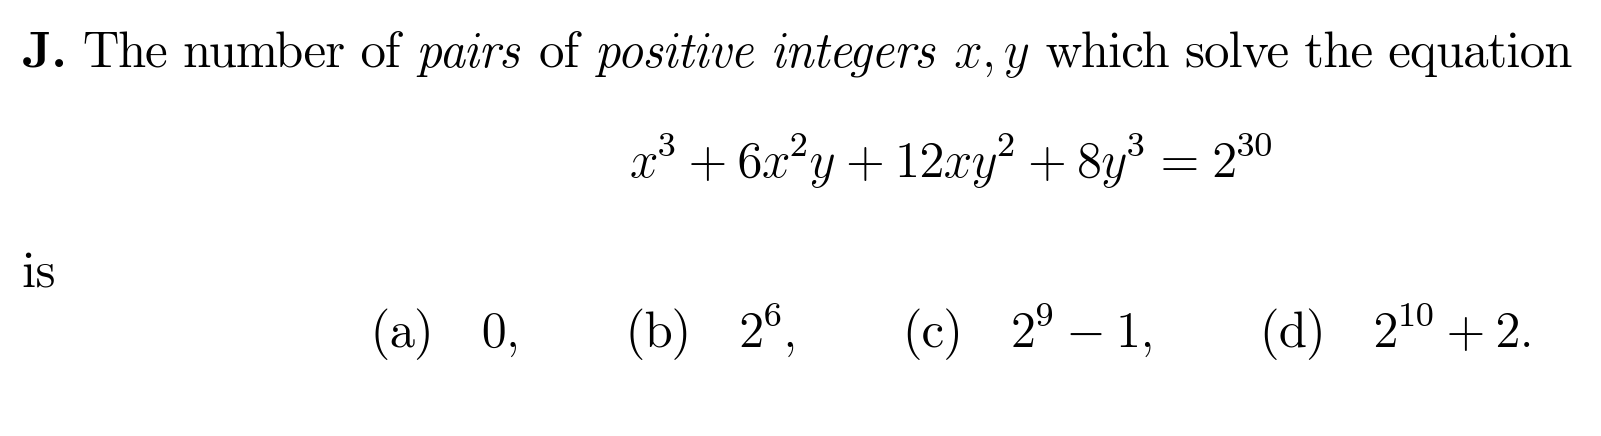 J. The number of pairs of positive integers x, y which solve the equation
x³ + 6x²y + 12xy² + 8y³ = 2³⁰
is
(a) 0, (b) 2⁶, (c) 2⁹ − 1, (d) 2¹⁰ + 2.